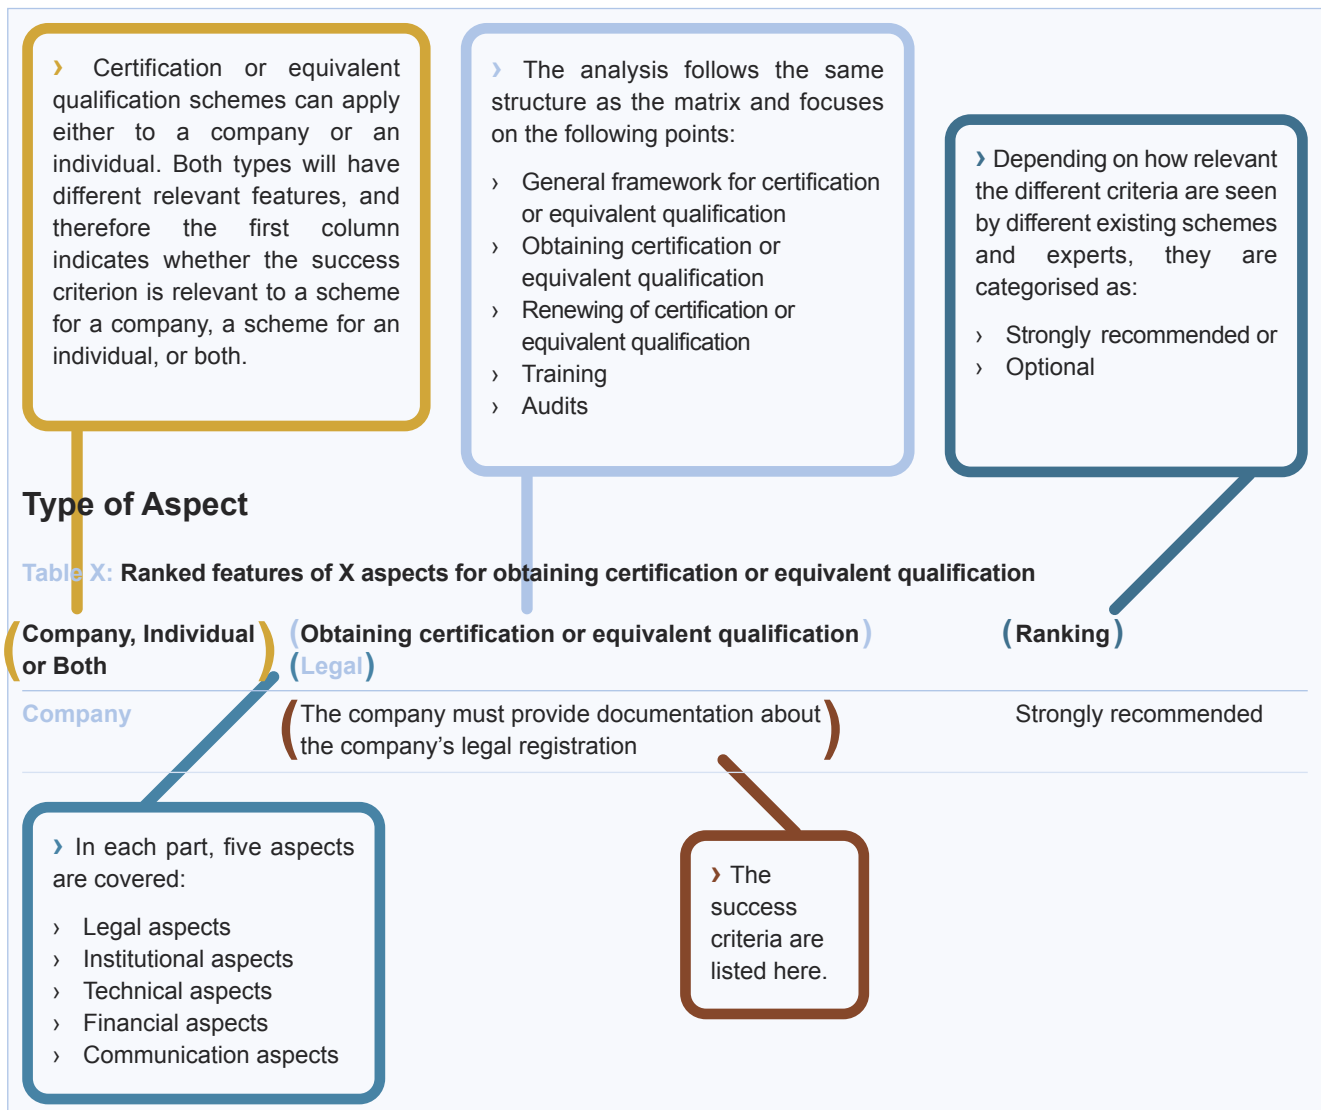 › Certification or equivalent
qualification schemes can apply
either to a company or an
individual. Both types will have
different relevant features, and
therefore the first column
indicates whether the success
criterion is relevant to a scheme
for a company, a scheme for an
individual, or both.
› The analysis follows the same
structure as the matrix and focuses
on the following points:
› General framework for certification
or equivalent qualification
› Obtaining certification or
equivalent qualification
› Renewing of certification or
equivalent qualification
› Training
› Audits
› Depending on how relevant
the different criteria are seen
by different existing schemes
and experts, they are
categorised as:
› Strongly recommended or
› Optional
Type of Aspect
Table X: Ranked features of X aspects for obtaining certification or equivalent qualification
(Company, Individual
or Both)
(Obtaining certification or equivalent qualification)
(Legal)
(Ranking)
Company
(The company must provide documentation about
the company’s legal registration)
Strongly recommended
› In each part, five aspects
are covered:
› Legal aspects
› Institutional aspects
› Technical aspects
› Financial aspects
› Communication aspects
› The
success
criteria are
listed here.